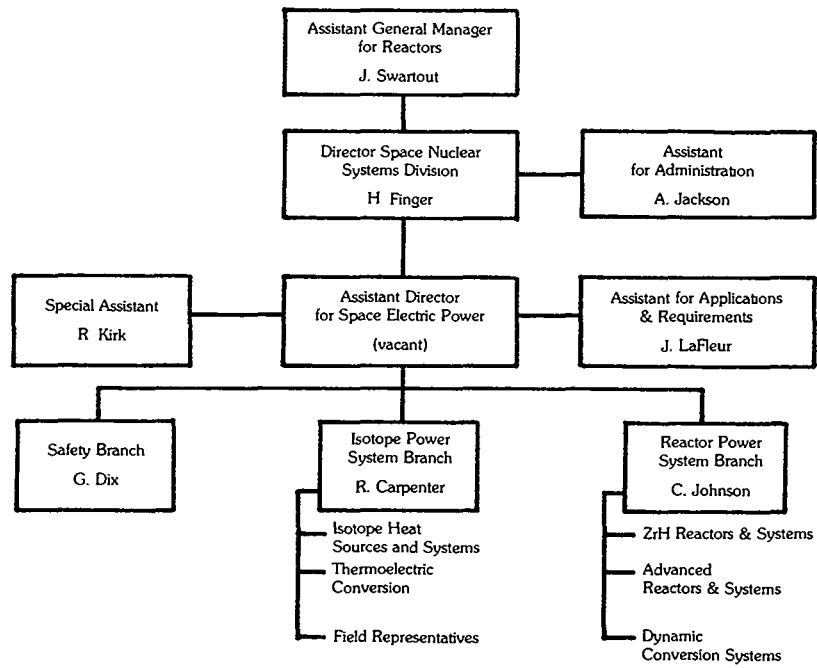 Assistant General Manager
for Reactors
J. Swartout
Director Space Nuclear
Systems Division
H Finger
Assistant
for Administration
A. Jackson
Special Assistant
R Kirk
Assistant Director
for Space Electric Power
(vacant)
Assistant for Applications
& Requirements
J. LaFleur
Safety Branch
G. Dix
Isotope Power
System Branch
R. Carpenter
Isotope Heat
Sources and Systems
Thermoelectric
Conversion
Field Representatives
Reactor Power
System Branch
C. Johnson
ZrH Reactors & Systems
Advanced
Reactors & Systems
Dynamic
Conversion Systems